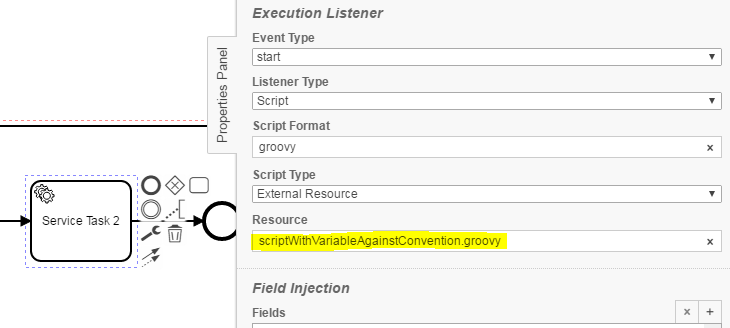 Execution Listener
Event Type
start
Listener Type
Script
Script Format
groovy
x
Script Type
External Resource
Resource
scriptWithVariableAgainstConvention.groovy
x
Field Injection
Fields
x +
Properties Panel
Service Task 2